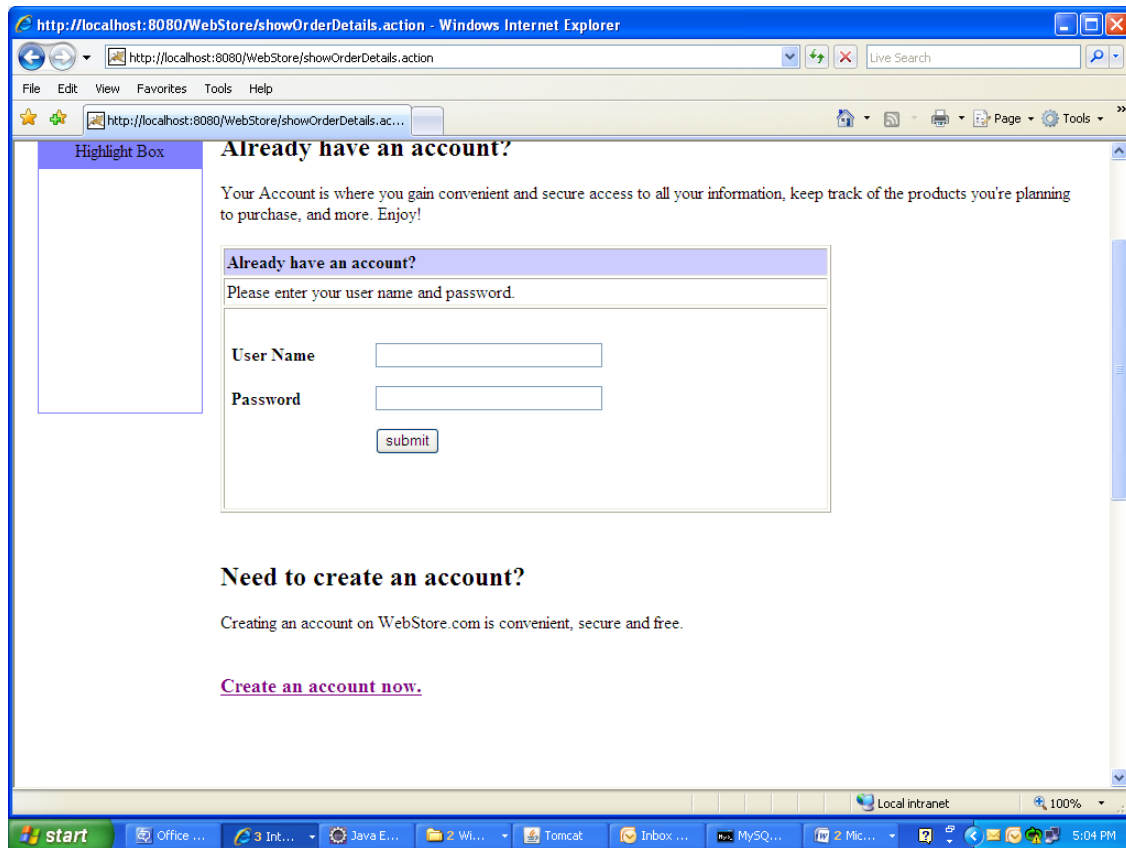 http://localhost:8080/WebStore/showOrderDetails.action - Windows Internet Explorer
http://localhost:8080/WebStore/showOrderDetails.action
Live Search
File Edit View Favorites Tools Help
http://localhost:8080/WebStore/showOrderDetails.ac...
Page Tools
Highlight Box
Already have an account?
Your Account is where you gain convenient and secure access to all your information, keep track of the products you're planning
to purchase, and more. Enjoy!
Already have an account?
Please enter your user name and password.
User Name
Password
submit
Need to create an account?
Creating an account on WebStore.com is convenient, secure and free.
Create an account now.
Local intranet 100%
start Office ... 3 Int... Java E... 2 Wi... Tomcat Inbox ... MySQ... 2 Mic... 5:04 PM